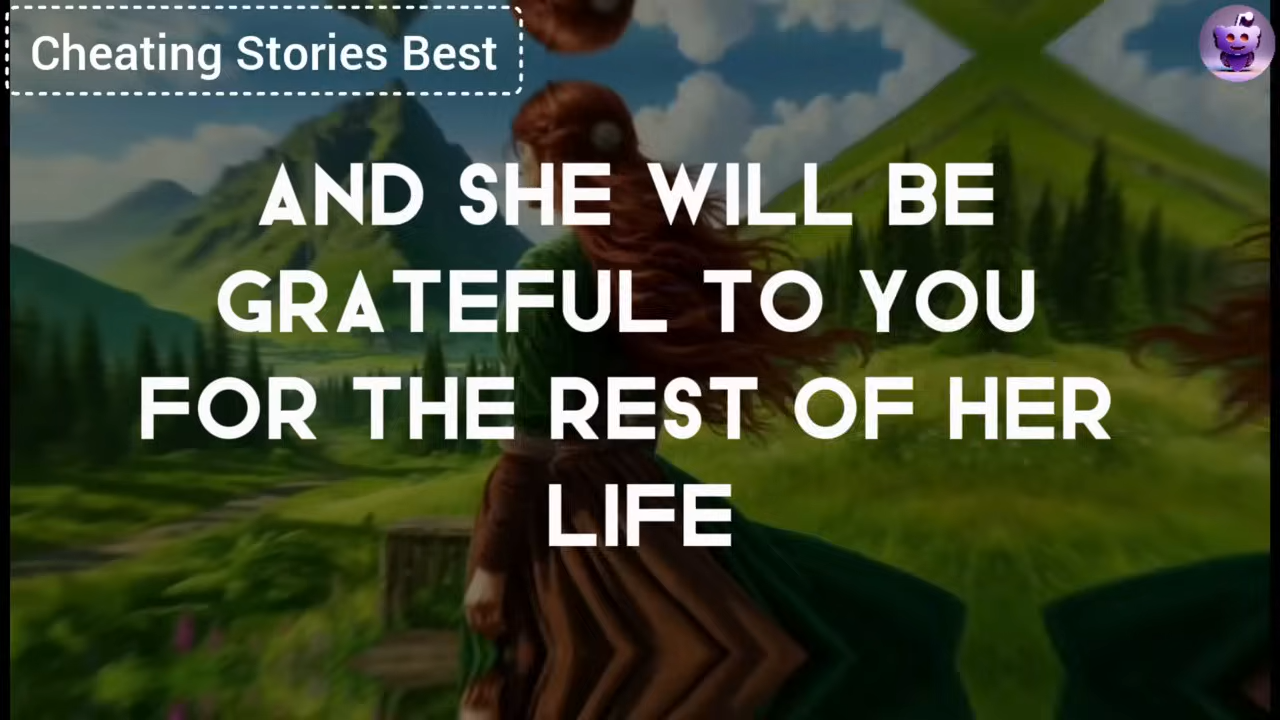 Cheating Stories Best
AND SHE WILL BE
GRATEFUL TO YOU
FOR THE REST OF HER
LIFE